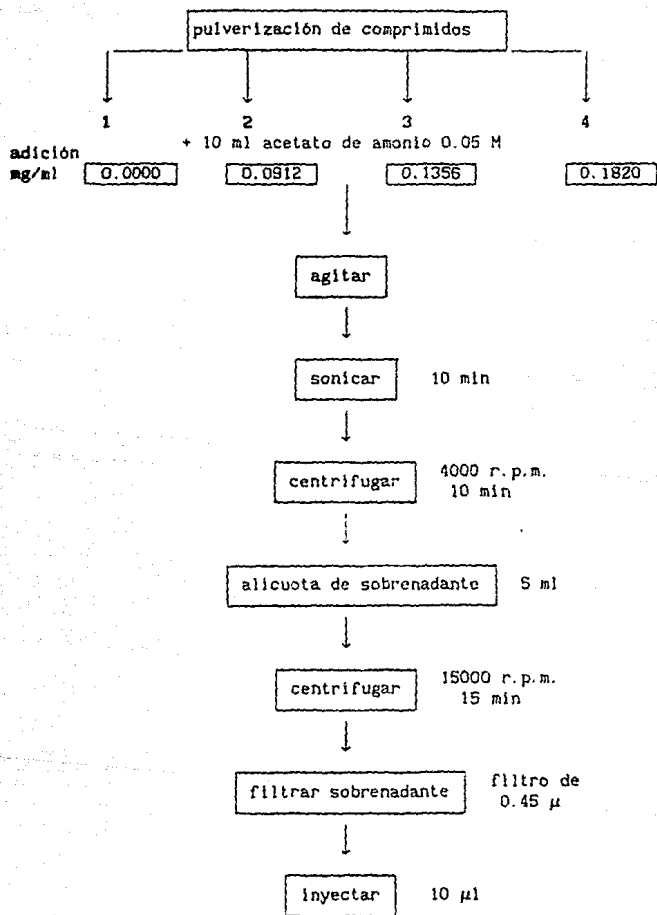 pulverización de comprimidos
1 2 3 4
+ 10 ml acetato de amonio 0.05 M
adición
mg/ml 0.0000 0.0912 0.1356 0.1820
agitar
sonicar 10 min
centrifugar 4000 r.p.m.
10 min
alicuota de sobrenadante 5 ml
centrifugar 15000 r.p.m.
15 min
filtrar sobrenadante filtro de
0.45 μ
inyectar 10 μl